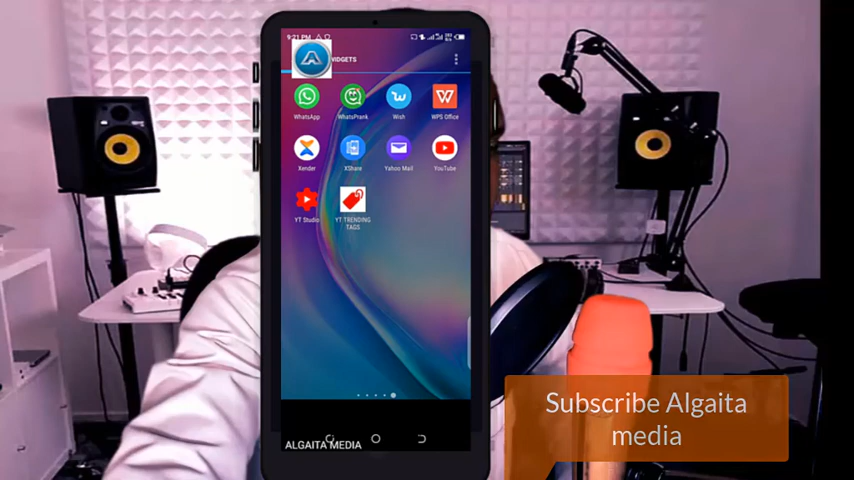 9:21 PM
WIDGETS
WhatsApp
WhatsPrank
Wish
WPS Office
Xender
XShare
Yahoo Mail
YouTube
YT Studio
YT TRENDING
TAGS
ALGAITA MEDIA
Subscribe Algaita
media